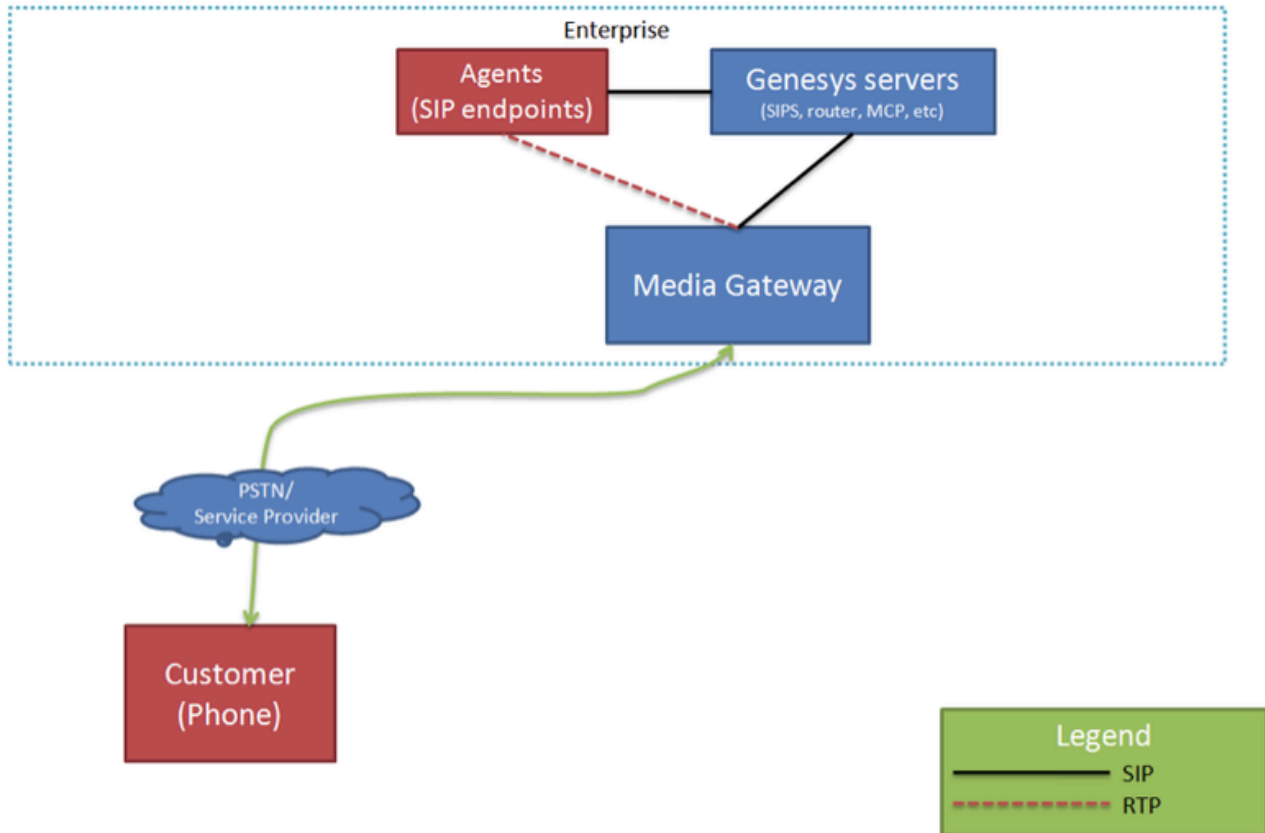 Enterprise
Agents
(SIP endpoints)
Genesys servers
(SIPS, router, MCP, etc)
Media Gateway
PSTN/
Service Provider
Customer
(Phone)
Legend
SIP
RTP